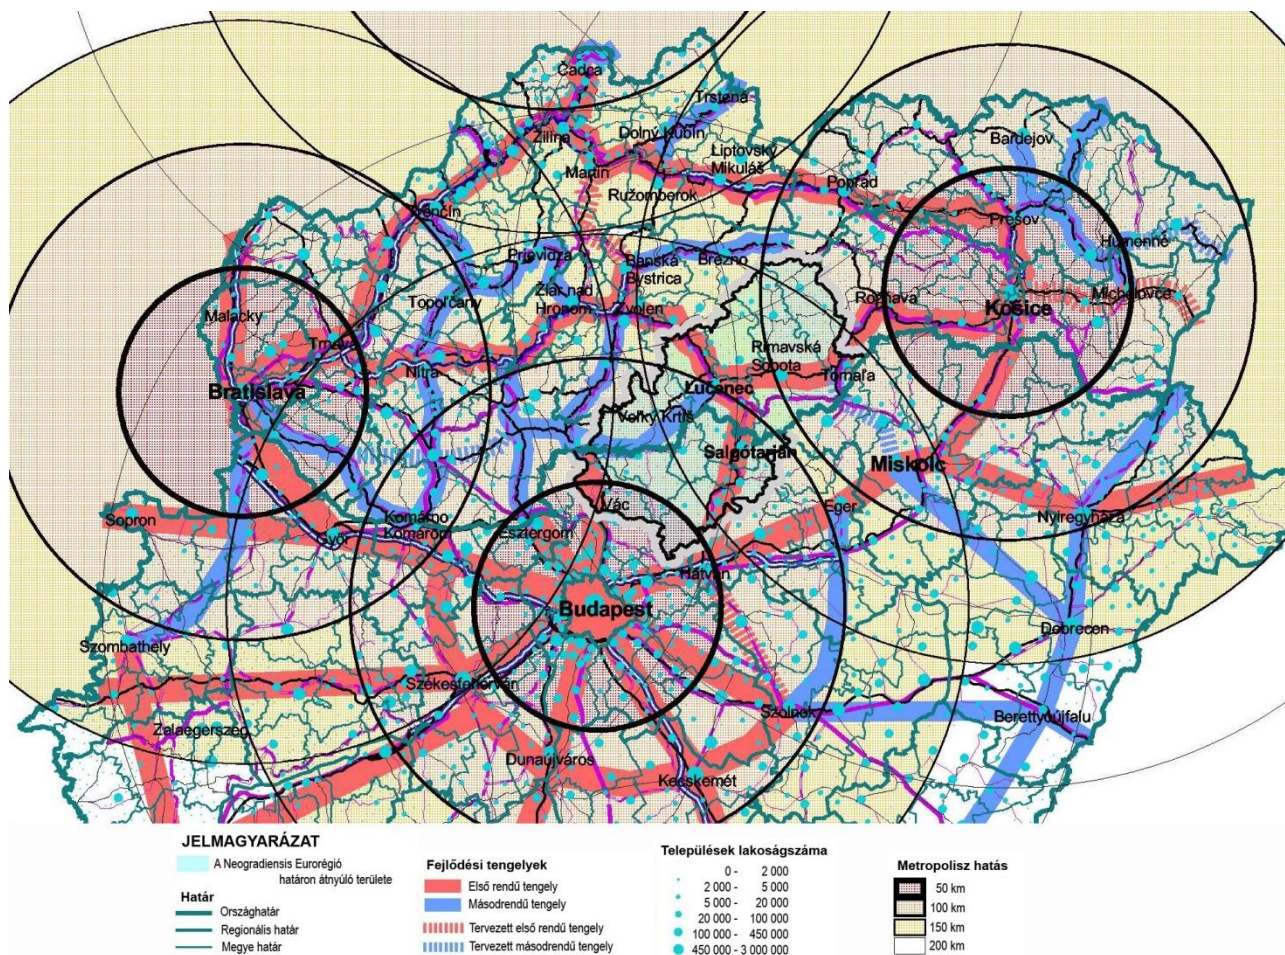 Čadca
Trstená
Žilina
Dolný Kubín
Bardejov
Liptovský
Mikuláš
Martin
Poprad
Ružomberok
Trenčín
Prešov
Humenné
Prievidza
Banská
Bystrica
Brezno
Žiar nad
Hronom
Topoľčany
Zvolen
Rožňava
Michalovce
Košice
Malacky
Trnava
Rimavská
Sobota
Tornaľa
Nitra
Lučenec
Bratislava
Veľký Krtíš
Salgótarján
Miskolc
Vác
Eger
Sopron
Komárno
Komárom
Esztergom
Győr
Nyíregyháza
Hatvan
Budapest
Debrecen
Szombathely
Székesfehérvár
Szolnok
Berettyóújfalu
Zalaegerszeg
Dunaújváros
Kecskemét
JELMAGYARÁZAT
A Neogradiensis Eurorégió
határon átnyúló területe
Határ
Országhatár
Regionális határ
Megye határ
Fejlődési tengelyek
Első rendű tengely
Másodrendű tengely
Tervezett első rendű tengely
Tervezett másodrendű tengely
Települések lakoságszáma
0 - 2 000
2 000 - 5 000
5 000 - 20 000
20 000 - 100 000
100 000 - 450 000
450 000 - 3 000 000
Metropolisz hatás
50 km
100 km
150 km
200 km